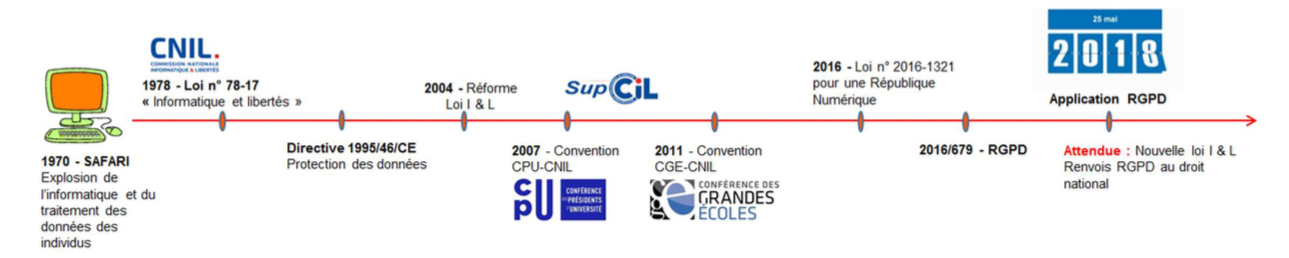 1970 - SAFARI
Explosion de
l'informatique et du
traitement des
données des
individus
CNIL.
COMMISSION NATIONALE
INFORMATIQUE & LIBERTÉS
1978 - Loi n° 78-17
« Informatique et libertés »
Directive 1995/46/CE
Protection des données
2004 - Réforme
Loi I & L
SupCiL
2007 - Convention
CPU-CNIL
CPU
CONFÉRENCE
DES PRÉSIDENTS
D'UNIVERSITÉ
2011 - Convention
CGE-CNIL
cge
CONFÉRENCE DES
GRANDES
ÉCOLES
2016 - Loi n° 2016-1321
pour une République
Numérique
2016/679 - RGPD
25 mai
2018
Application RGPD
Attendue : Nouvelle loi I & L
Renvois RGPD au droit
national